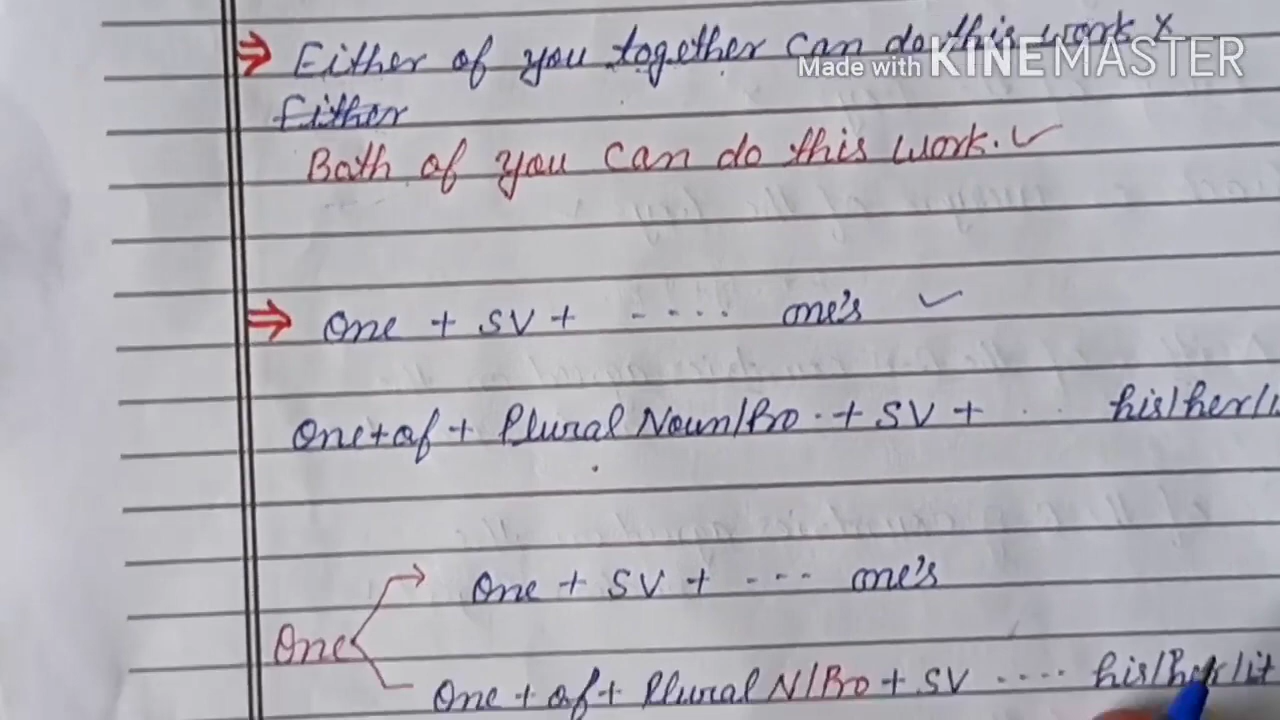 ⇒ Either of you together can do this work ×
Made with KINEMASTER
Either
Both of you can do this work. ✓
⇒ One + SV + ---- one's ✓
One + of + Plural Noun/Pro. + SV + .. his/her/
One + SV + --- one's
One
One + of + Plural N/Pro + SV ---- his/her/it